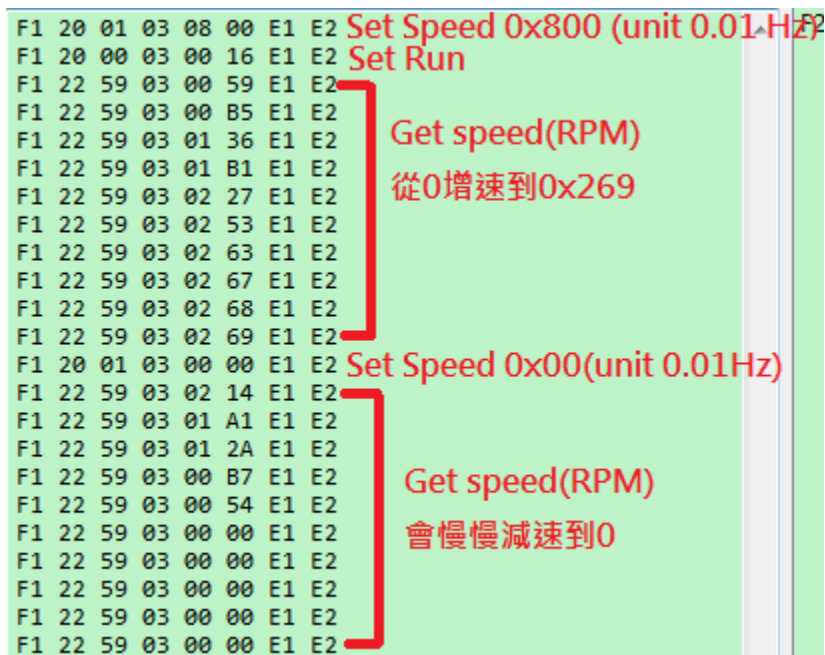 F1 20 01 03 08 00 E1 E2 Set Speed 0x800 (unit 0.01 Hz)
F1 20 00 03 00 16 E1 E2 Set Run
F1 22 59 03 00 59 E1 E2
F1 22 59 03 00 B5 E1 E2
F1 22 59 03 01 36 E1 E2 Get speed(RPM)
F1 22 59 03 01 B1 E1 E2
F1 22 59 03 02 27 E1 E2 從0增速到0x269
F1 22 59 03 02 53 E1 E2
F1 22 59 03 02 63 E1 E2
F1 22 59 03 02 67 E1 E2
F1 22 59 03 02 68 E1 E2
F1 22 59 03 02 69 E1 E2
F1 20 01 03 00 00 E1 E2 Set Speed 0x00(unit 0.01Hz)
F1 22 59 03 02 14 E1 E2
F1 22 59 03 01 A1 E1 E2
F1 22 59 03 01 2A E1 E2
F1 22 59 03 00 B7 E1 E2 Get speed(RPM)
F1 22 59 03 00 54 E1 E2
F1 22 59 03 00 00 E1 E2 會慢慢減速到0
F1 22 59 03 00 00 E1 E2
F1 22 59 03 00 00 E1 E2
F1 22 59 03 00 00 E1 E2
F1 22 59 03 00 00 E1 E2